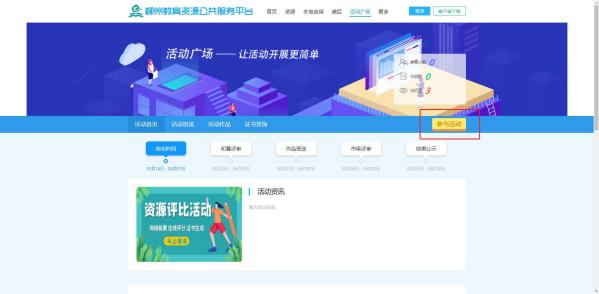 柳州教育资源公共服务平台
首页 资源 本地应用 课后 活动广场 更多
登录 客户端下载
活动广场 —— 让活动开展更简单
0
0
3
活动首页 活动资讯 活动作品 证书查询 参与活动
报名时间 初赛评审 作品报送 市级评审 结果公示
资源评比活动
网络投票 在线评分 证书生成
马上报名
活动资讯
暂无活动资讯